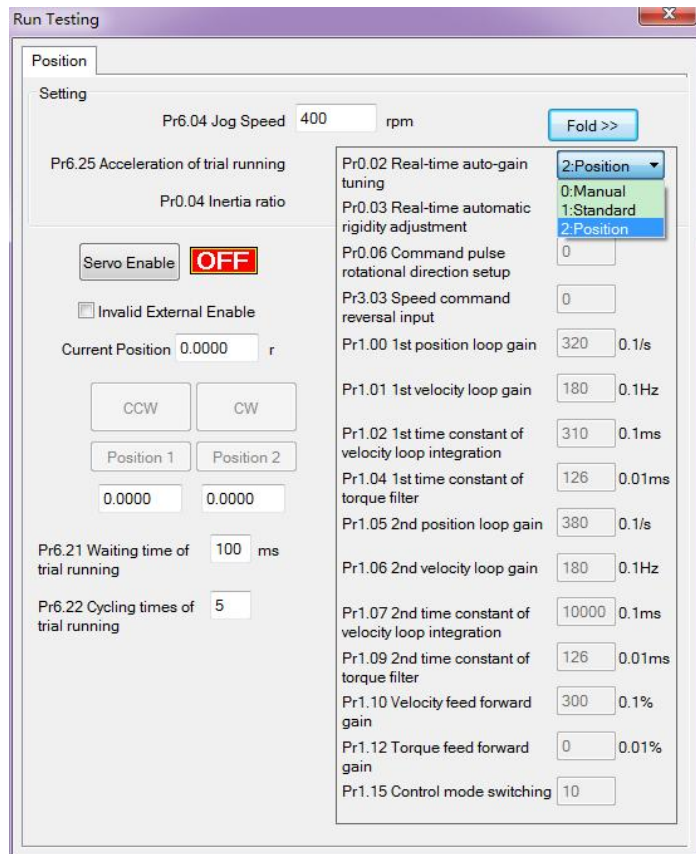 Run Testing
Position
Setting
Pr6.04 Jog Speed 400 rpm
Fold >>
Pr6.25 Acceleration of trial running
Pr0.04 Inertia ratio
Servo Enable OFF
Invalid External Enable
Current Position 0.0000 r
CCW CW
Position 1 Position 2
0.0000 0.0000
Pr6.21 Waiting time of 100 ms
trial running
Pr6.22 Cycling times of 5
trial running
Pr0.02 Real-time auto-gain 2:Position
tuning
0:Manual
1:Standard
2:Position
Pr0.03 Real-time automatic
rigidity adjustment
Pr0.06 Command pulse 0
rotational direction setup
Pr3.03 Speed command 0
reversal input
Pr1.00 1st position loop gain 320 0.1/s
Pr1.01 1st velocity loop gain 180 0.1Hz
Pr1.02 1st time constant of 310 0.1ms
velocity loop integration
Pr1.04 1st time constant of 126 0.01ms
torque filter
Pr1.05 2nd position loop gain 380 0.1/s
Pr1.06 2nd velocity loop gain 180 0.1Hz
Pr1.07 2nd time constant of 10000 0.1ms
velocity loop integration
Pr1.09 2nd time constant of 126 0.01ms
torque filter
Pr1.10 Velocity feed forward 300 0.1%
gain
Pr1.12 Torque feed forward 0 0.01%
gain
Pr1.15 Control mode switching 10